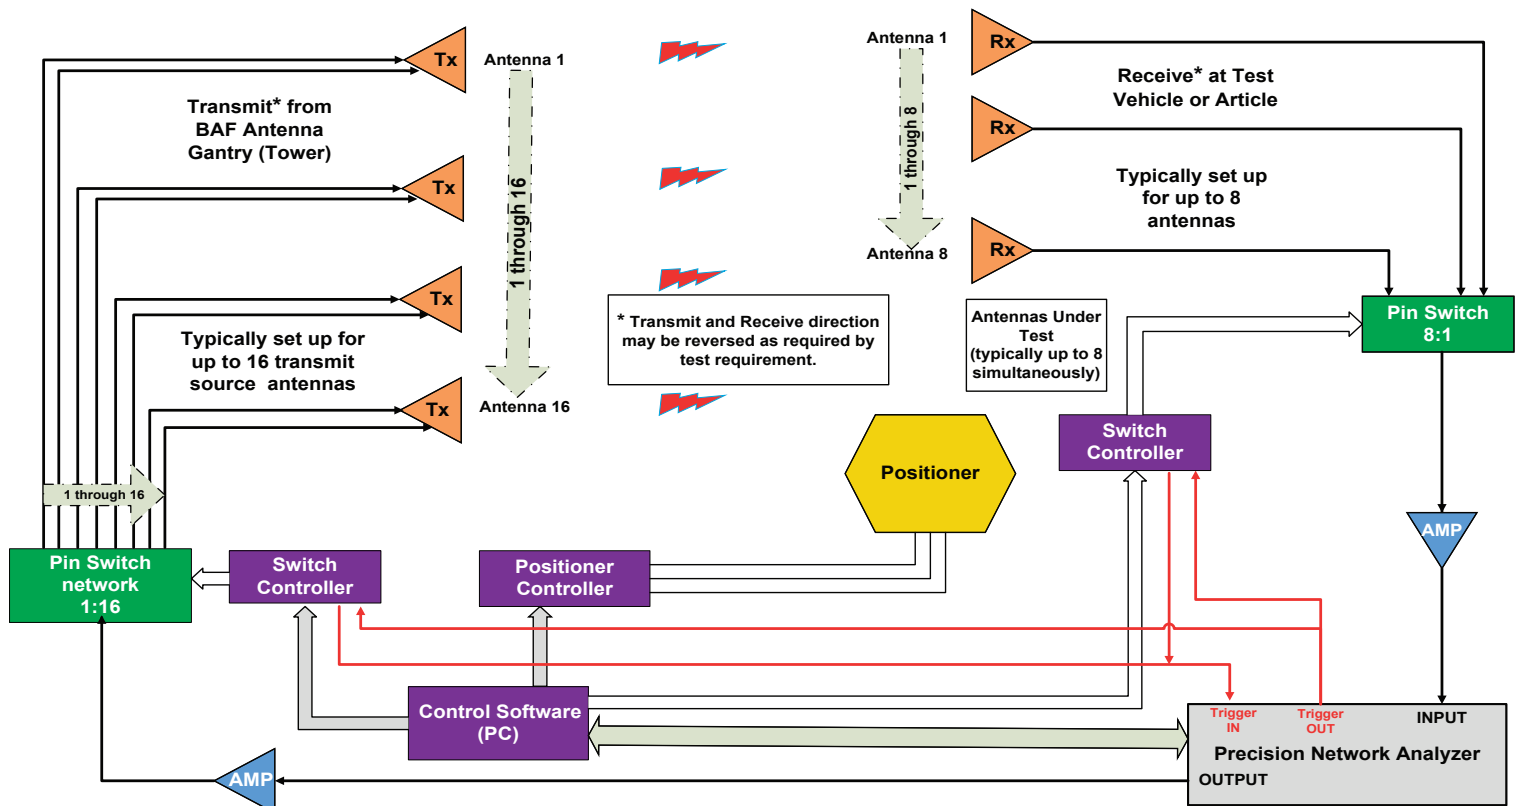 Tx
Antenna 1
Transmit* from
BAF Antenna
Gantry (Tower)
Tx
1 through 16
Tx
Typically set up for
up to 16 transmit
source  antennas
Tx
Antenna 16
1 through 16
Antenna 1
Rx
1 through 8
Receive* at Test
Vehicle or Article
Rx
Typically set up
for up to 8
antennas
Antenna 8
Rx
* Transmit and Receive direction
may be reversed as required by
test requirement.
Antennas Under
Test
(typically up to 8
simultaneously)
Pin Switch
8:1
Switch
Controller
Positioner
AMP
Pin Switch
network
1:16
Switch
Controller
Positioner
Controller
Control Software
(PC)
Trigger
IN
Trigger
OUT
INPUT
Precision Network Analyzer
OUTPUT
AMP